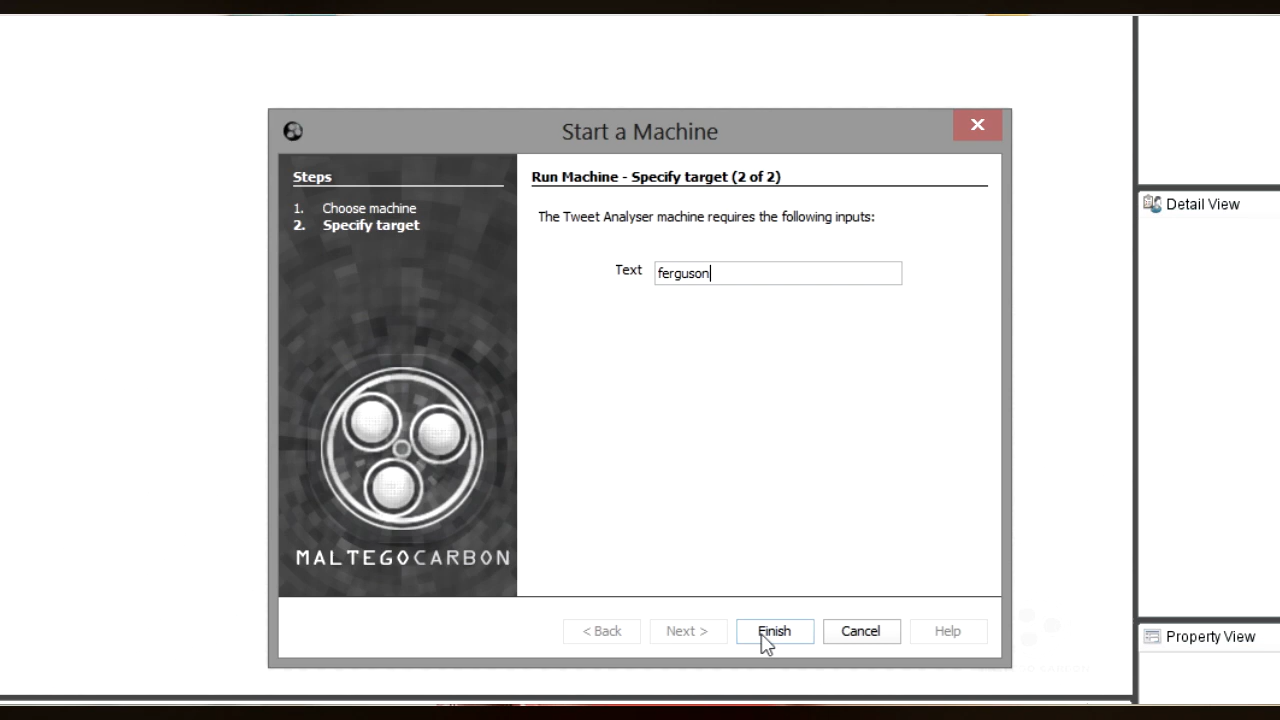 Start a Machine
Steps
1. Choose machine
2. Specify target
Run Machine - Specify target (2 of 2)
The Tweet Analyser machine requires the following inputs:
Text ferguson
MALTEGOCARBON
< Back Next > Finish Cancel Help
Detail View
Property View